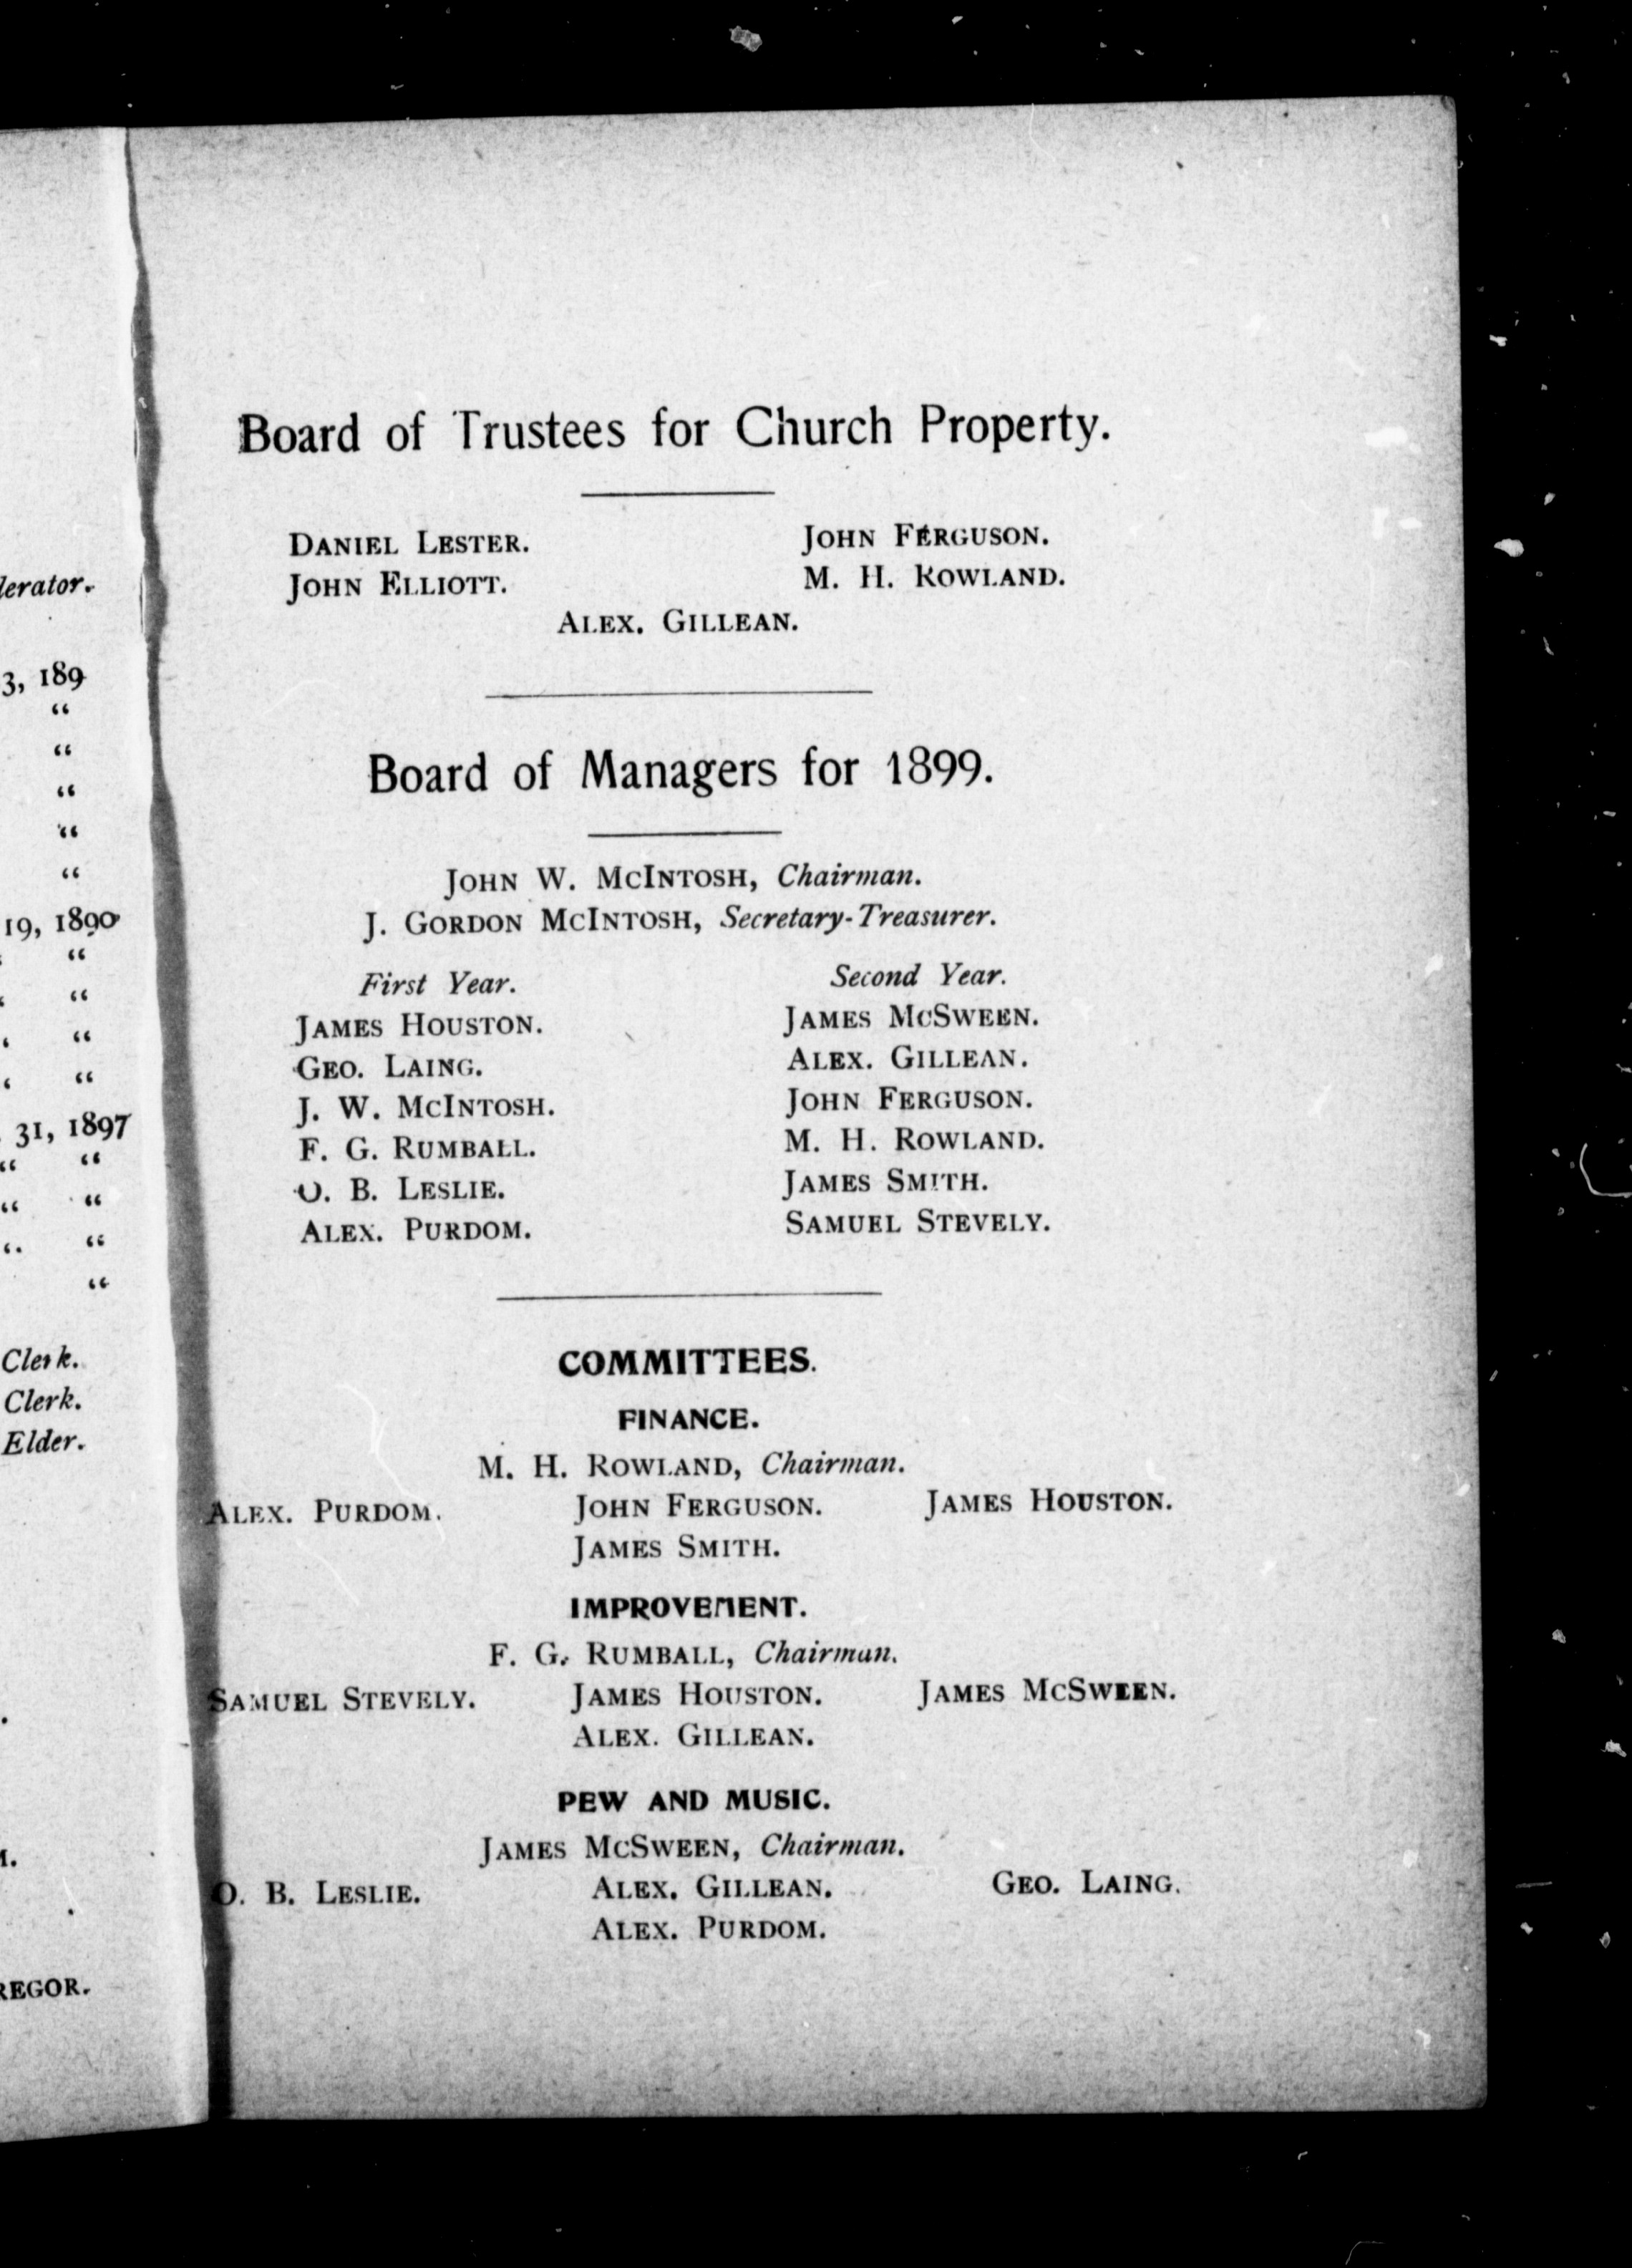 lerator.
3, 189
"
"
"
"
"
19, 1890
"
"
"
"
31, 1897
" "
" "
"
"
Clerk.
Clerk.
Elder.
REGOR.
Board of Trustees for Church Property.
DANIEL LESTER. JOHN FERGUSON.
JOHN ELLIOTT. M. H. ROWLAND.
ALEX. GILLEAN.
Board of Managers for 1899.
JOHN W. MCINTOSH, Chairman.
J. GORDON MCINTOSH, Secretary-Treasurer.
First Year. Second Year.
JAMES HOUSTON. JAMES MCSWEEN.
GEO. LAING. ALEX. GILLEAN.
J. W. MCINTOSH. JOHN FERGUSON.
F. G. RUMBALL. M. H. ROWLAND.
O. B. LESLIE. JAMES SMITH.
ALEX. PURDOM. SAMUEL STEVELY.
COMMITTEES.
FINANCE.
M. H. ROWLAND, Chairman.
ALEX. PURDOM. JOHN FERGUSON. JAMES HOUSTON.
JAMES SMITH.
IMPROVEMENT.
F. G. RUMBALL, Chairman.
SAMUEL STEVELY. JAMES HOUSTON. JAMES MCSWEEN.
ALEX. GILLEAN.
PEW AND MUSIC.
JAMES MCSWEEN, Chairman.
O. B. LESLIE. ALEX. GILLEAN. GEO. LAING.
ALEX. PURDOM.